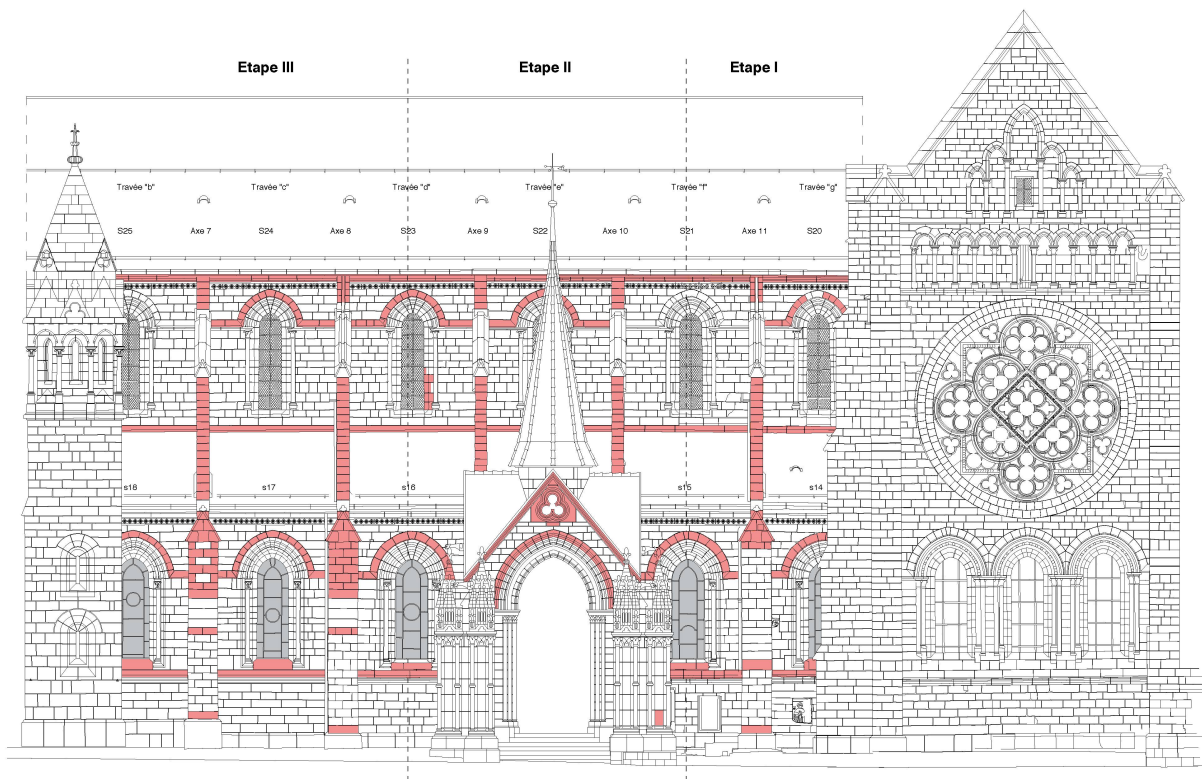 Etape III Etape II Etape I
Travée "b" Travée "c" Travée "d" Travée "e" Travée "f" Travée "g"
S25 Axe 7 S24 Axe 8 S23 Axe 9 S22 Axe 10 S21 Axe 11 S20
s18 s17 s16 s15 s14